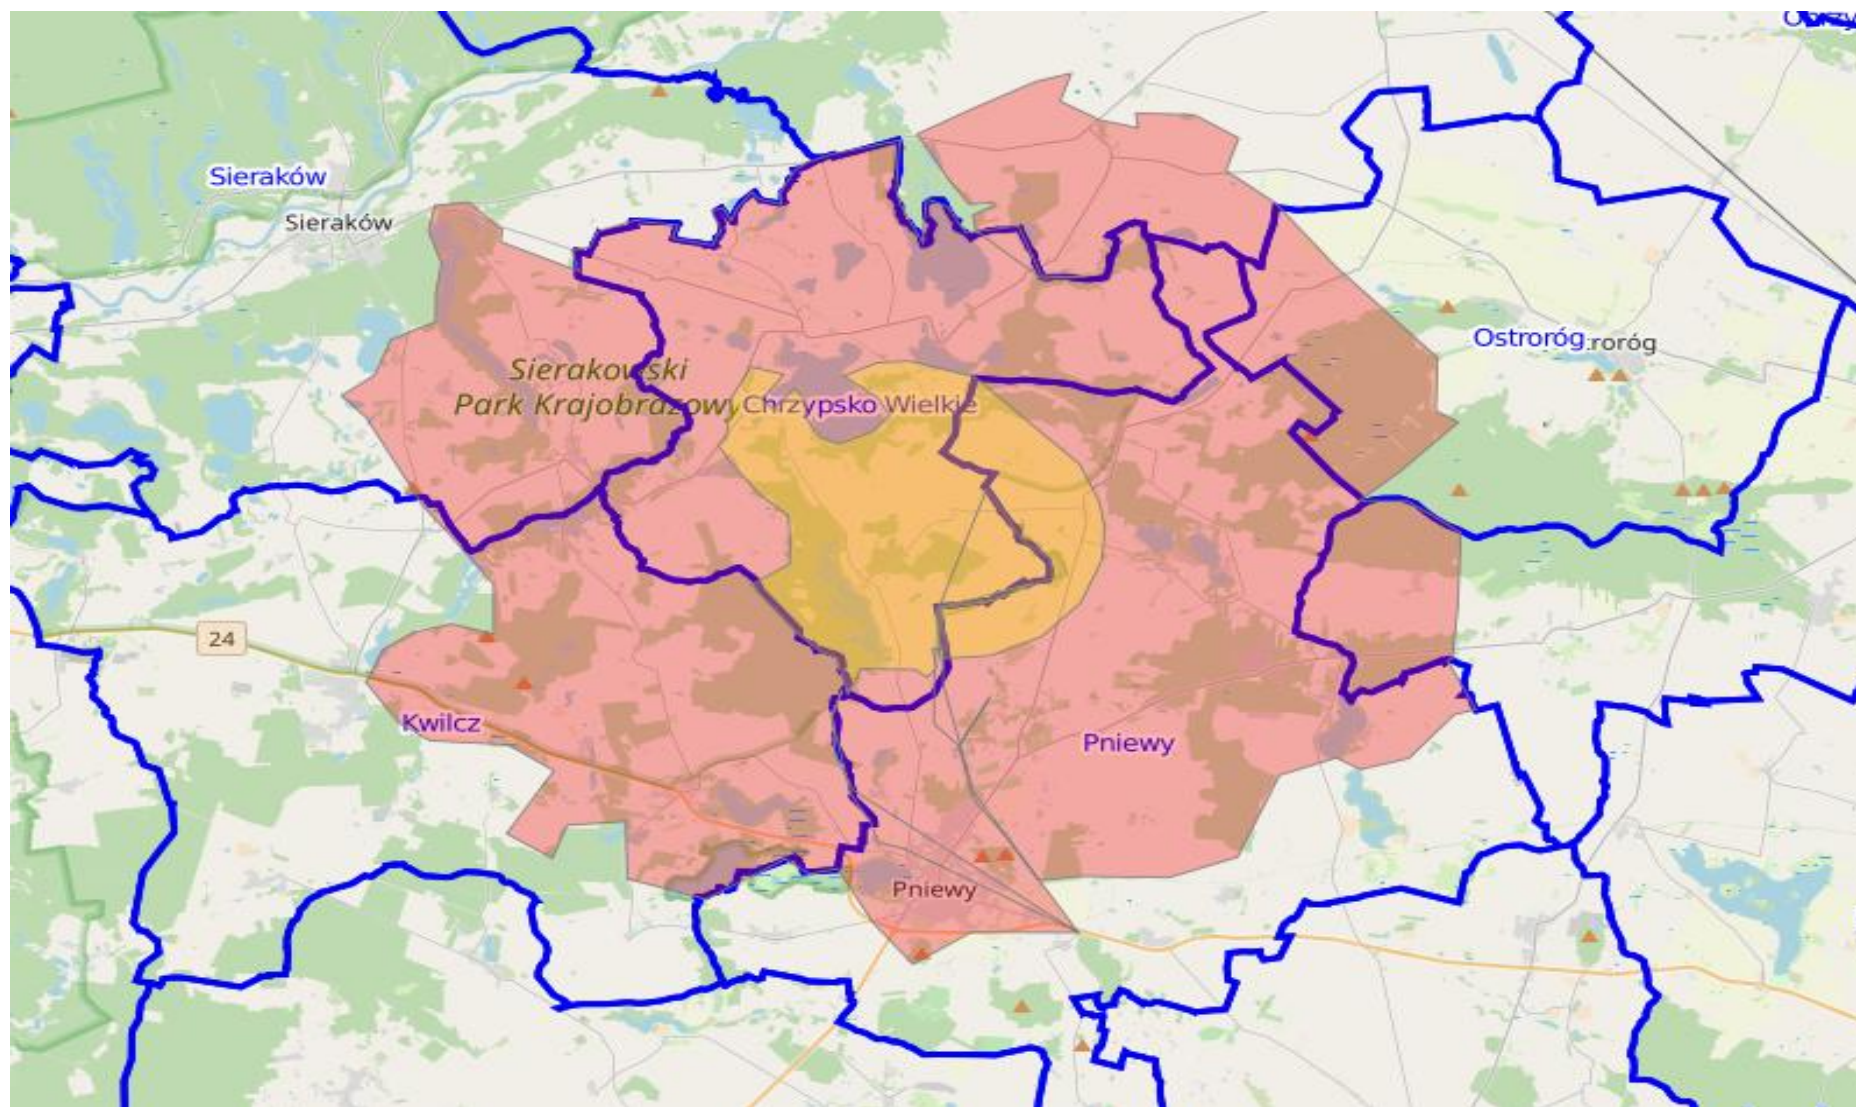 Sieraków
Sieraków
Ostroróg
roróg
Sierakowski
Park Krajobrazowy
Chrzypsko Wielkie
24
Kwilcz
Pniewy
Pniewy